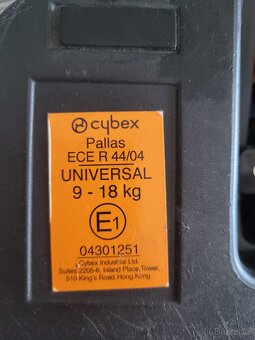 cybex
Pallas
ECE R 44/04
UNIVERSAL
9 - 18 kg
E1
04301251
Cybex Industrial Ltd.
Suites 2205-6, Island Place,Tower,
510 King's Road, Hong Kong